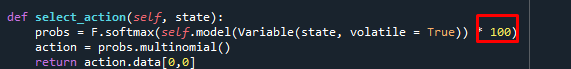 def select_action(self, state):
    probs = F.softmax(self.model(Variable(state, volatile = True)) * 100)
    action = probs.multinomial()
    return action.data[0,0]